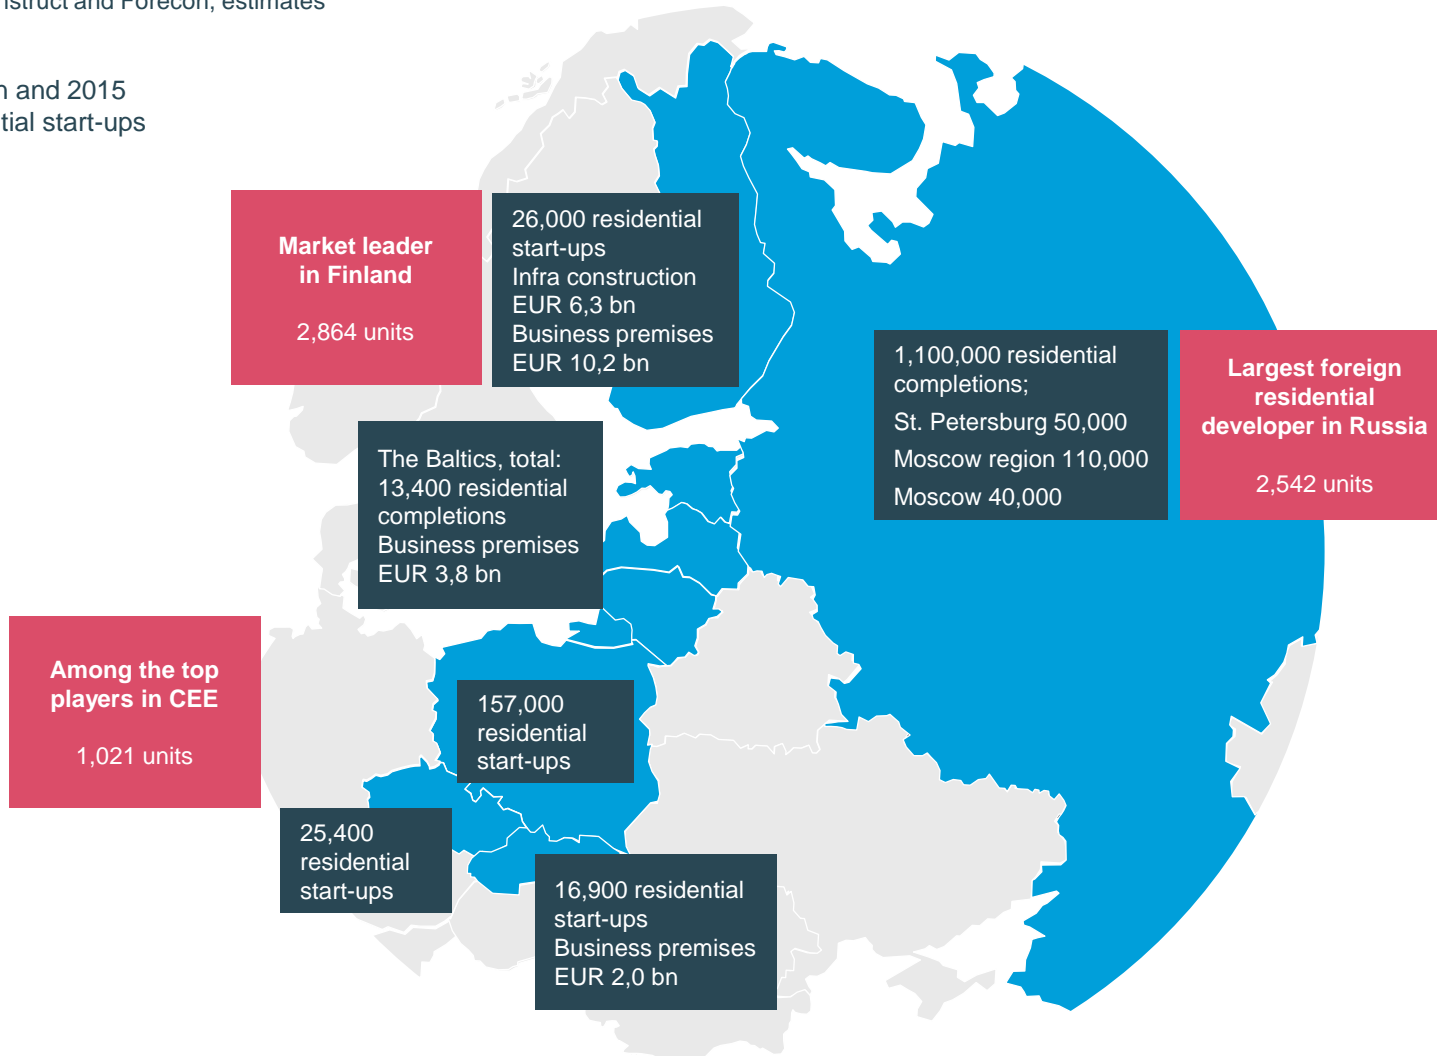 and Forecon, estimates
and 2015
start-ups
Market leader
in Finland
2,864 units
26,000 residential
start-ups
Infra construction
EUR 6,3 bn
Business premises
EUR 10,2 bn
1,100,000 residential
completions;
St. Petersburg 50,000
Moscow region 110,000
Moscow 40,000
Largest foreign
residential
developer in Russia
2,542 units
The Baltics, total:
13,400 residential
completions
Business premises
EUR 3,8 bn
Among the top
players in CEE
1,021 units
157,000
residential
start-ups
25,400
residential
start-ups
16,900 residential
start-ups
Business premises
EUR 2,0 bn